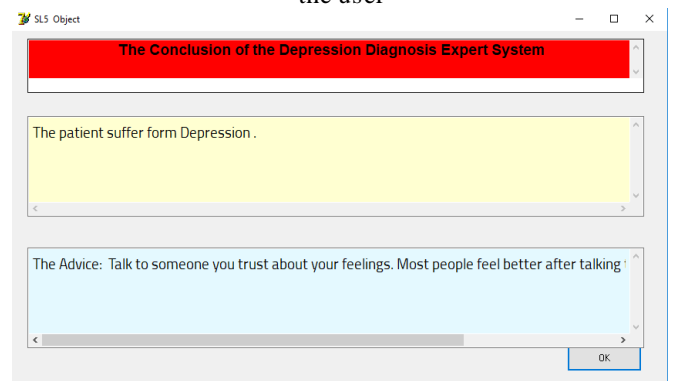 the user
SL5 Object
The Conclusion of the Depression Diagnosis Expert System
The patient suffer form Depression .
The Advice: Talk to someone you trust about your feelings. Most people feel better after talking
OK